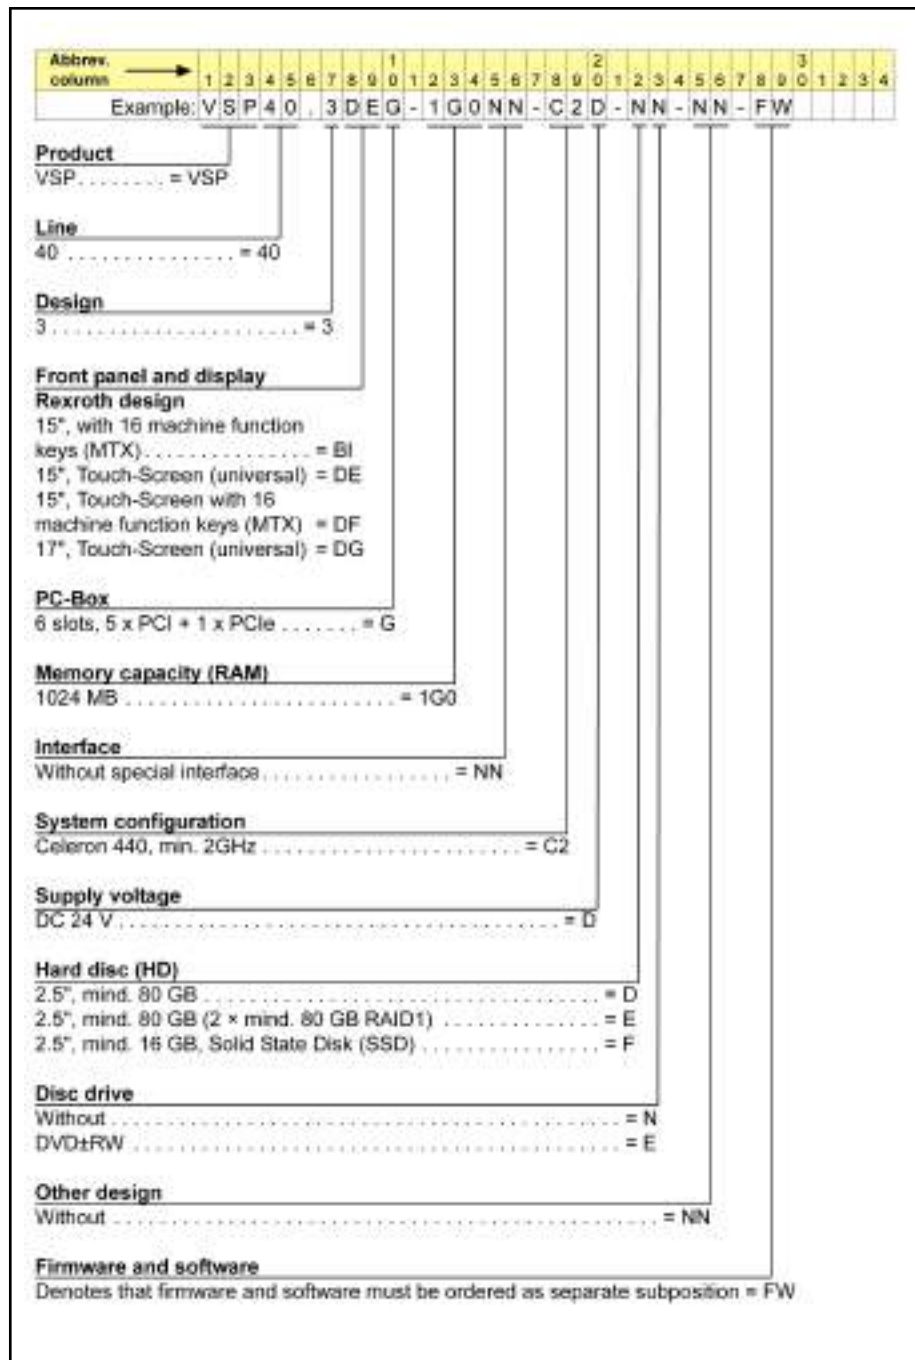 Abbrev. 1 2 3
column 1 2 3 4 5 6 7 8 9 0 1 2 3 4 5 6 7 8 9 0 1 2 3 4 5 6 7 8 9 0 1 2 3 4
Example: V S P 4 0 . 3 D E G - 1 G 0 N N - C 2 D - N N - N N - F W
Product
VSP . . . . . . . . = VSP
Line
40 . . . . . . . . . . . . . . . = 40
Design
3 . . . . . . . . . . . . . . . . . . . . . . = 3
Front panel and display
Rexroth design
15", with 16 machine function
keys (MTX) . . . . . . . . . . . . . . . = BI
15", Touch-Screen (universal) = DE
15", Touch-Screen with 16
machine function keys (MTX) = DF
17", Touch-Screen (universal) = DG
PC-Box
6 slots, 5 x PCI + 1 x PCIe . . . . . . . = G
Memory capacity (RAM)
1024 MB . . . . . . . . . . . . . . . . . . . . . . . . = 1G0
Interface
Without special interface . . . . . . . . . . . . . . . . . = NN
System configuration
Celeron 440, min. 2GHz . . . . . . . . . . . . . . . . . . . . . . . = C2
Supply voltage
DC 24 V . . . . . . . . . . . . . . . . . . . . . . . . . . . . . . . . . . . . . . . = D
Hard disc (HD)
2.5", mind. 80 GB . . . . . . . . . . . . . . . . . . . . . . . . . . . . . . . . . . . = D
2.5", mind. 80 GB (2 × mind. 80 GB RAID1) . . . . . . . . . . . . . . = E
2.5", mind. 16 GB, Solid State Disk (SSD) . . . . . . . . . . . . . . . . = F
Disc drive
Without . . . . . . . . . . . . . . . . . . . . . . . . . . . . . . . . . . . . . . . . . . . . . = N
DVD±RW . . . . . . . . . . . . . . . . . . . . . . . . . . . . . . . . . . . . . . . . . . . . = E
Other design
Without . . . . . . . . . . . . . . . . . . . . . . . . . . . . . . . . . . . . . . . . . . . . . . . . = NN
Firmware and software
Denotes that firmware and software must be ordered as separate subposition = FW